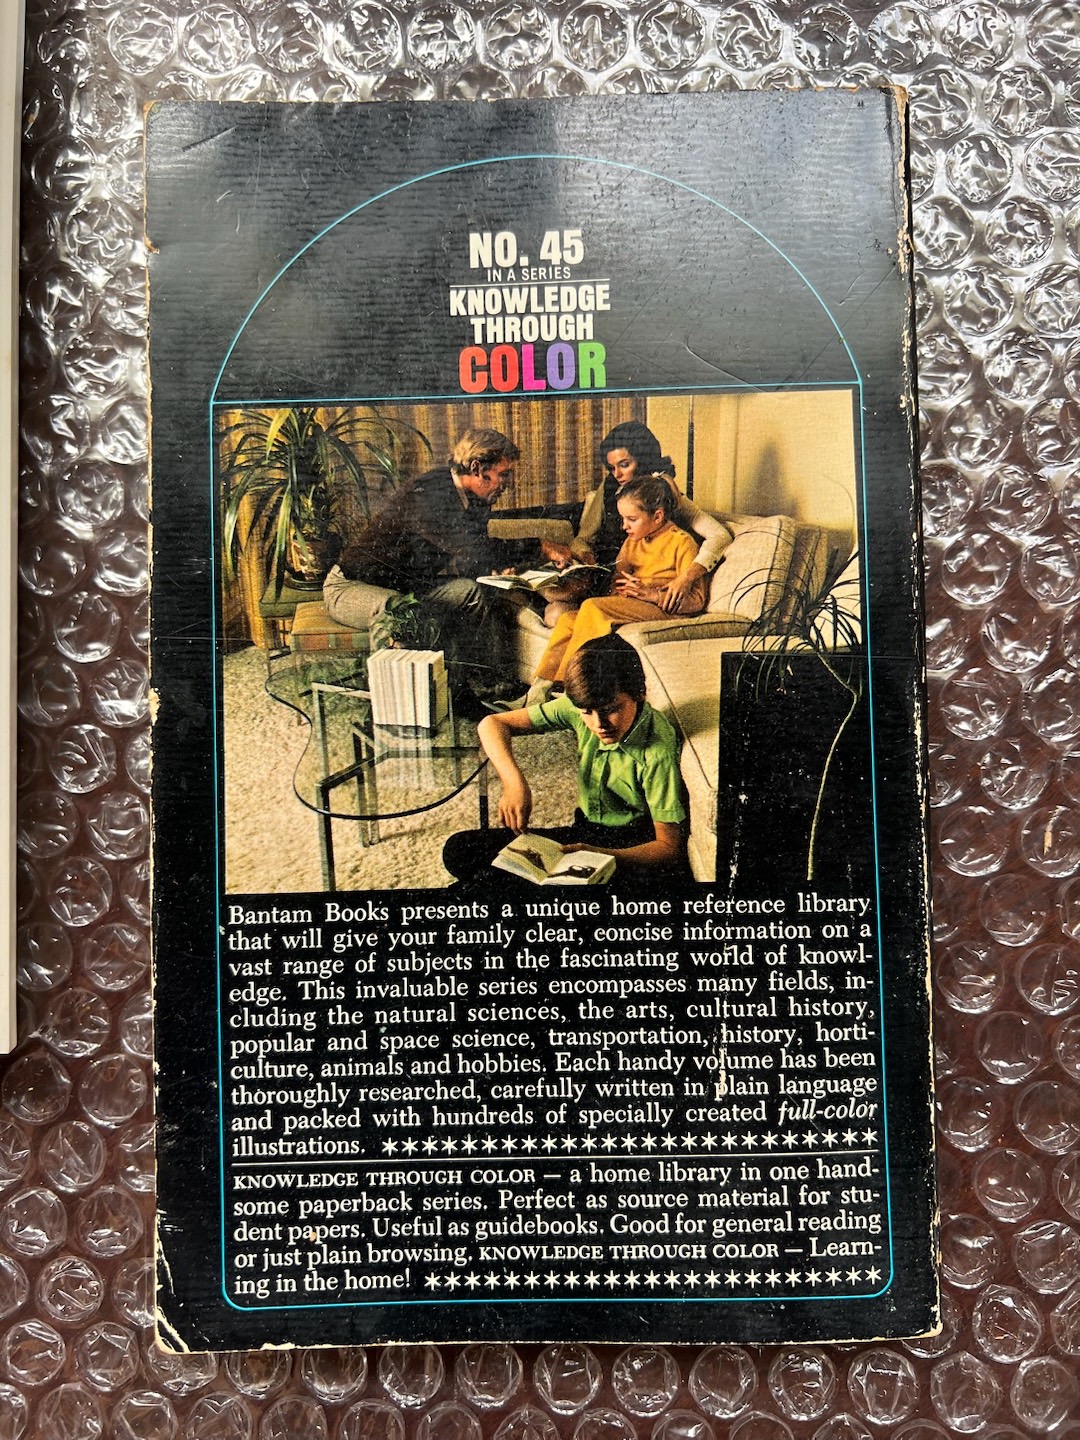 NO. 45
IN A SERIES
KNOWLEDGE
THROUGH
COLOR
Bantam Books presents a unique home reference library
that will give your family clear, concise information on a
vast range of subjects in the fascinating world of knowl-
edge. This invaluable series encompasses many fields, in-
cluding the natural sciences, the arts, cultural history,
popular and space science, transportation, history, horti-
culture, animals and hobbies. Each handy volume has been
thoroughly researched, carefully written in plain language
and packed with hundreds of specially created full-color
illustrations. **************************
KNOWLEDGE THROUGH COLOR — a home library in one hand-
some paperback series. Perfect as source material for stu-
dent papers. Useful as guidebooks. Good for general reading
or just plain browsing. KNOWLEDGE THROUGH COLOR — Learn-
ing in the home! ************************